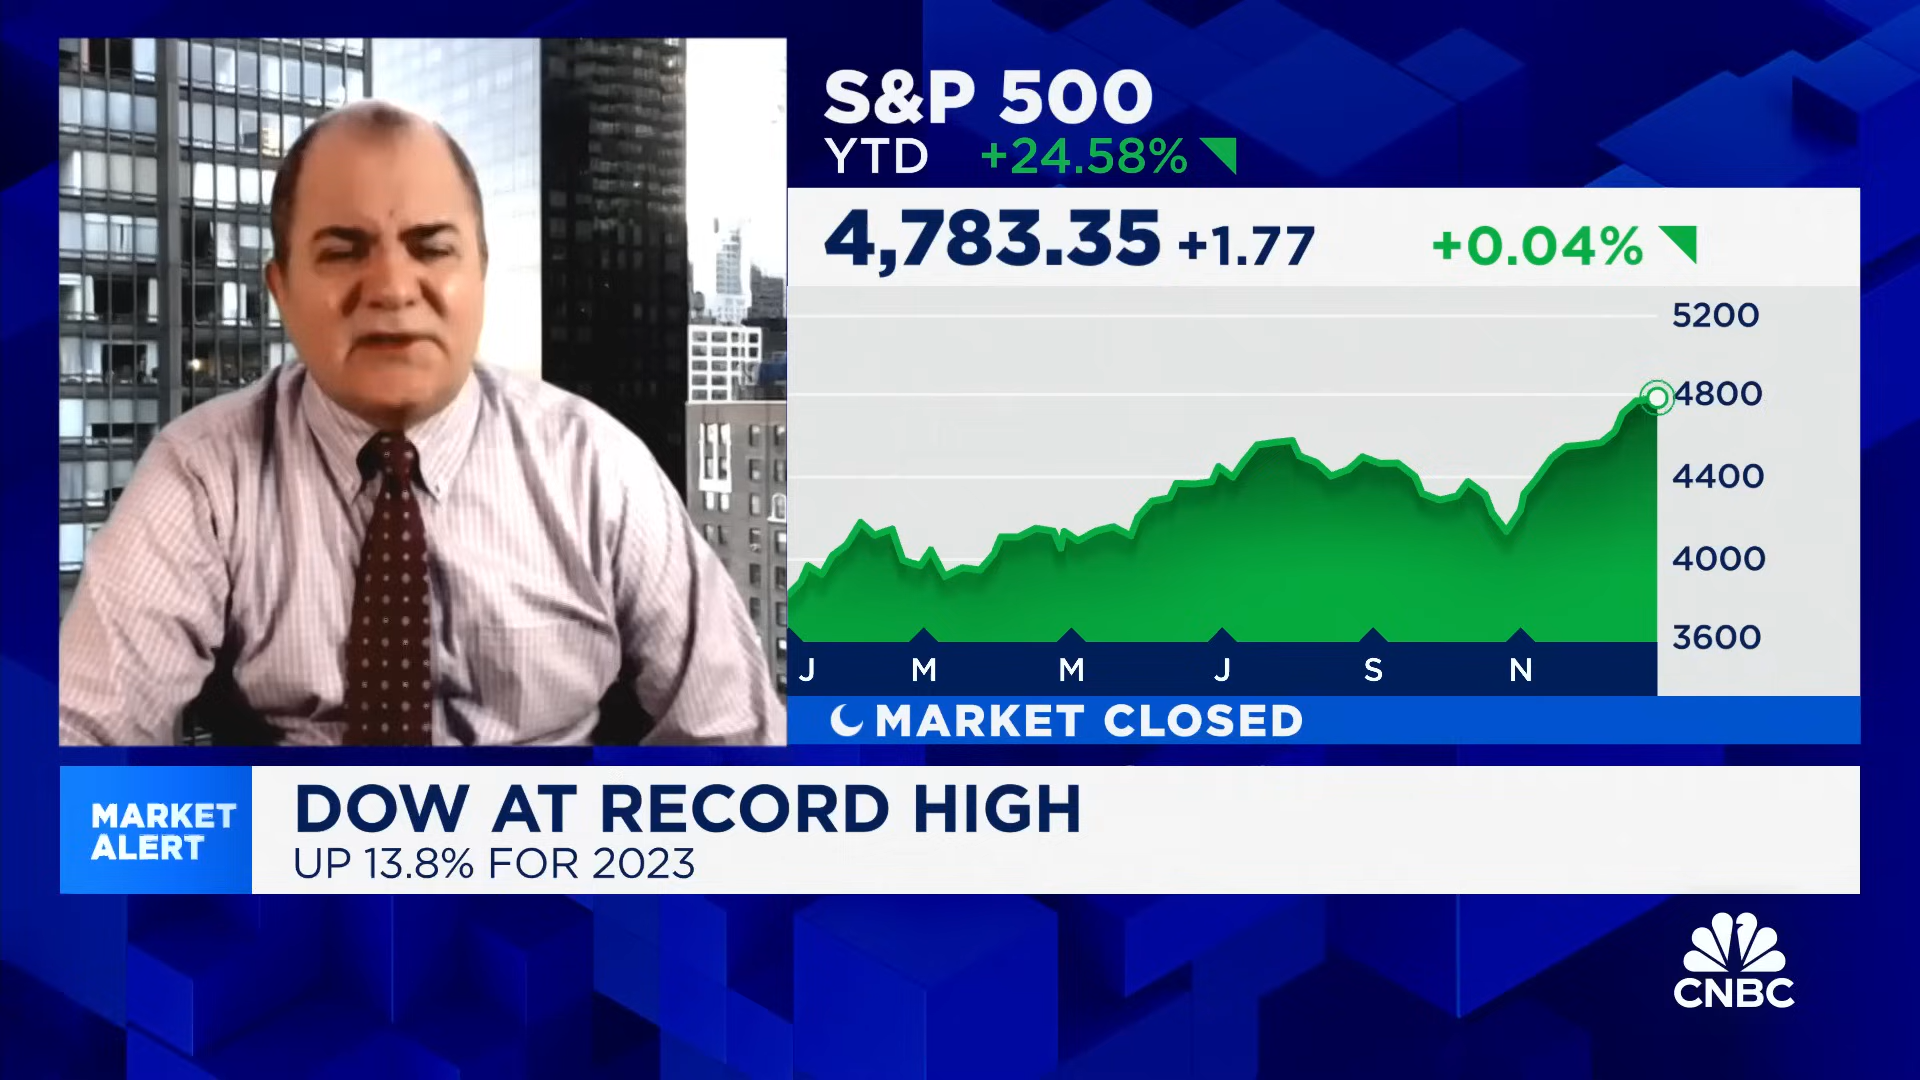 S&P 500
YTD +24.58%
4,783.35 +1.77 +0.04%
5200
4800
4400
4000
3600
J M M J S N
MARKET CLOSED
MARKET ALERT
DOW AT RECORD HIGH
UP 13.8% FOR 2023
CNBC